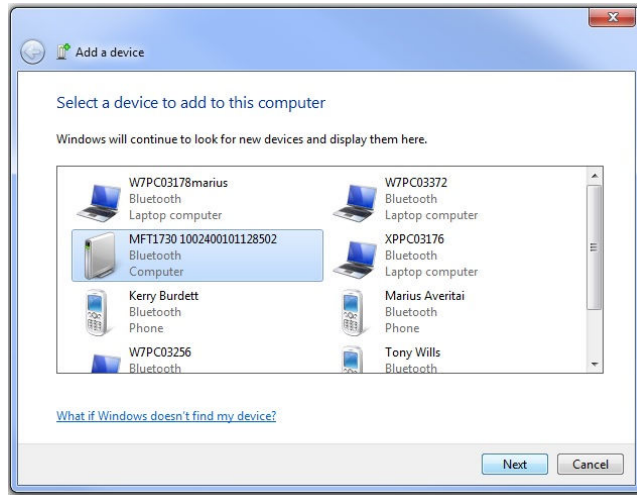 Add a device
Select a device to add to this computer
Windows will continue to look for new devices and display them here.
W7PC03178marius
Bluetooth
Laptop computer
W7PC03372
Bluetooth
Laptop computer
MFT1730 1002400101128502
Bluetooth
Computer
XPPC03176
Bluetooth
Laptop computer
Kerry Burdett
Bluetooth
Phone
Marius Averitai
Bluetooth
Phone
W7PC03256
Bluetooth
Tony Wills
Bluetooth
What if Windows doesn't find my device?
Next
Cancel